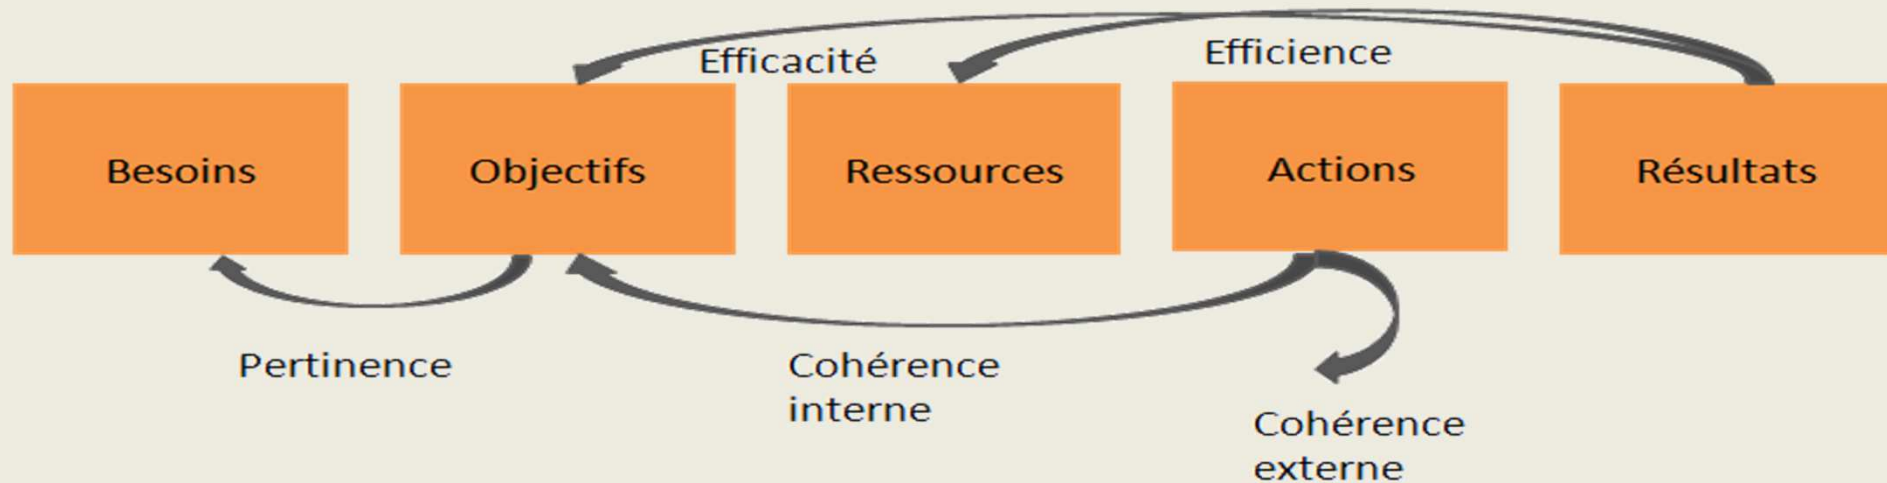 Efficacité
Efficience
Besoins
Objectifs
Ressources
Actions
Résultats
Pertinence
Cohérence
interne
Cohérence
externe